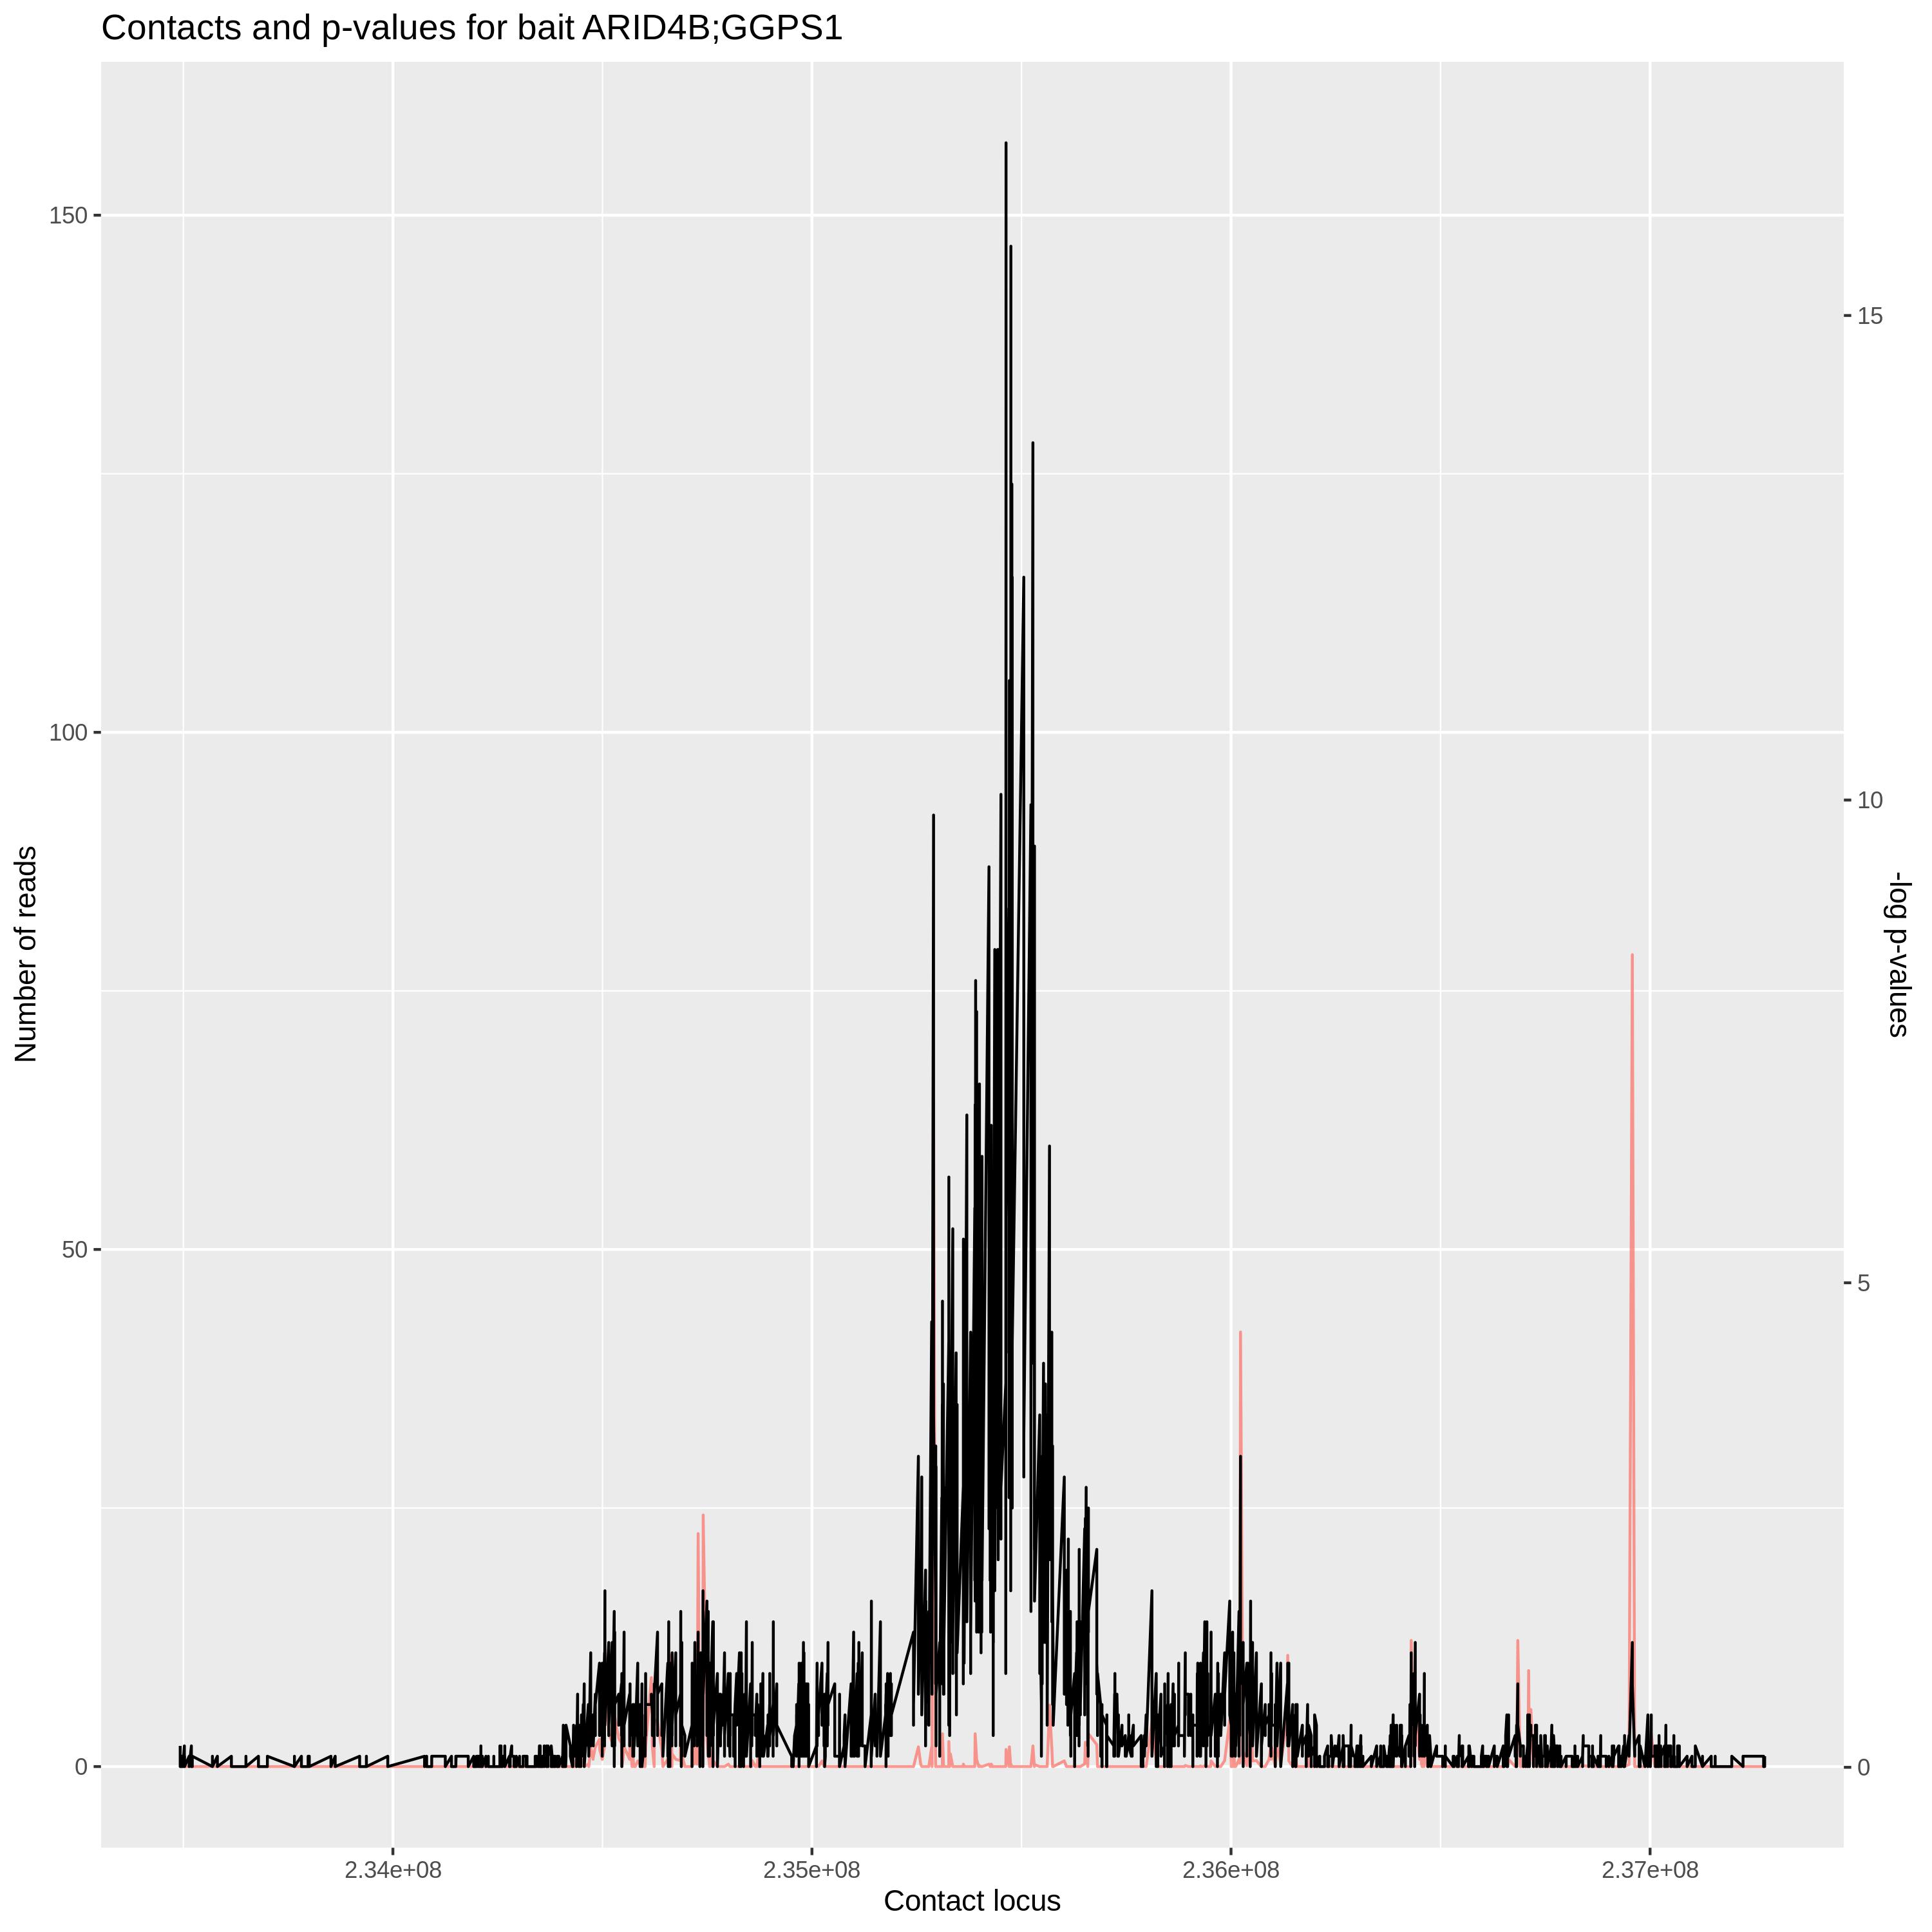 Contacts and p-values for bait ARID4B;GGPS1
150
100
50
0
15
10
5
0
Number of reads
-log p-values
2.34e+08
2.35e+08
2.36e+08
2.37e+08
Contact locus